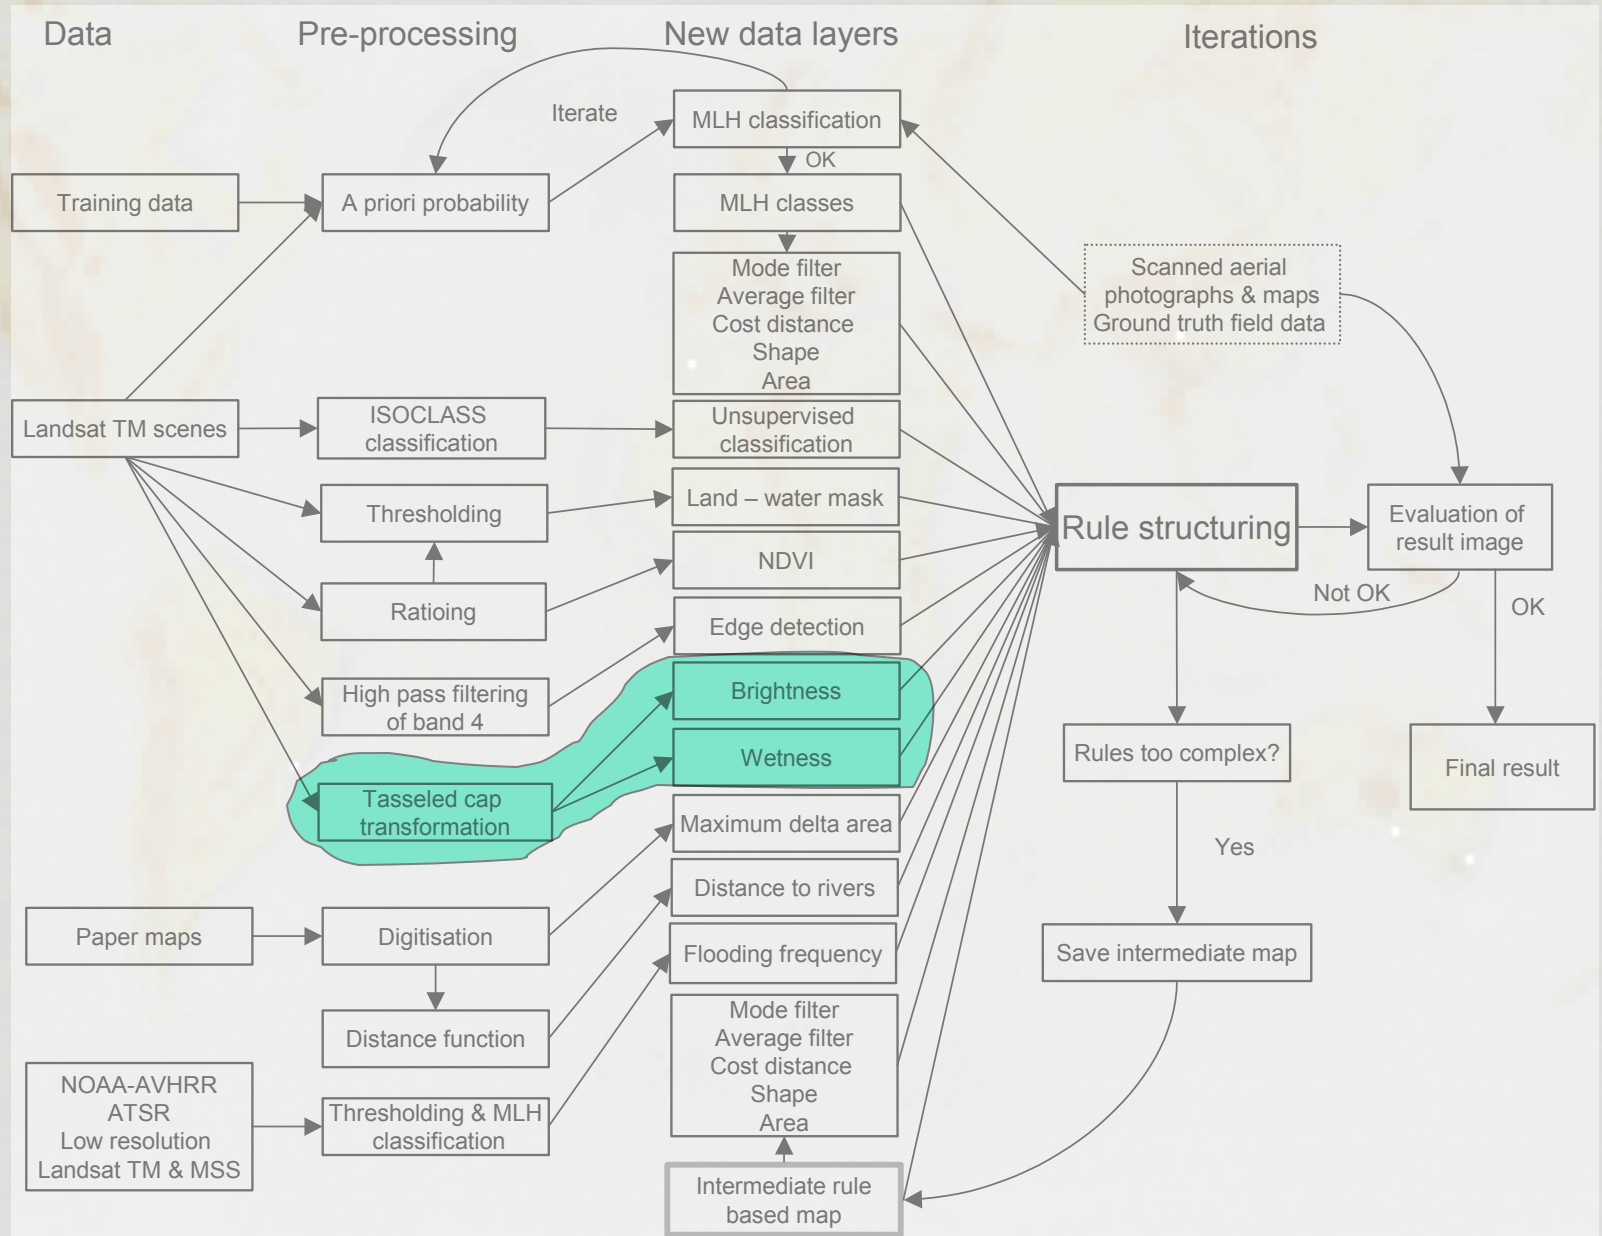 Data
Pre-processing
New data layers
Iterations
Iterate
MLH classification
OK
Training data
A priori probability
MLH classes
Mode filter
Average filter
Cost distance
Shape
Area
Scanned aerial
photographs & maps
Ground truth field data
Landsat TM scenes
ISOCLASS
classification
Unsupervised
classification
Thresholding
Land – water mask
Rule structuring
Evaluation of
result image
Ratioing
NDVI
Not OK
OK
Edge detection
High pass filtering
of band 4
Brightness
Wetness
Rules too complex?
Final result
Tasseled cap
transformation
Maximum delta area
Yes
Distance to rivers
Paper maps
Digitisation
Flooding frequency
Save intermediate map
Distance function
Mode filter
Average filter
Cost distance
Shape
Area
NOAA-AVHRR
ATSR
Low resolution
Landsat TM & MSS
Thresholding & MLH
classification
Intermediate rule
based map